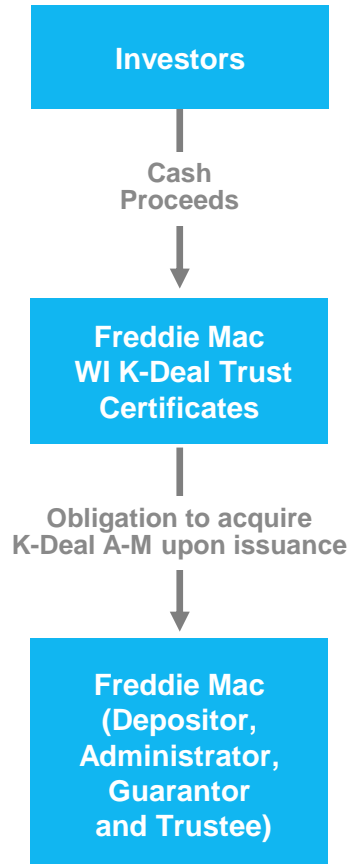 Investors
Cash
Proceeds
Freddie Mac
WI K-Deal Trust
Certificates
Obligation to acquire
K-Deal A-M upon issuance
Freddie Mac
(Depositor,
Administrator,
Guarantor
and Trustee)